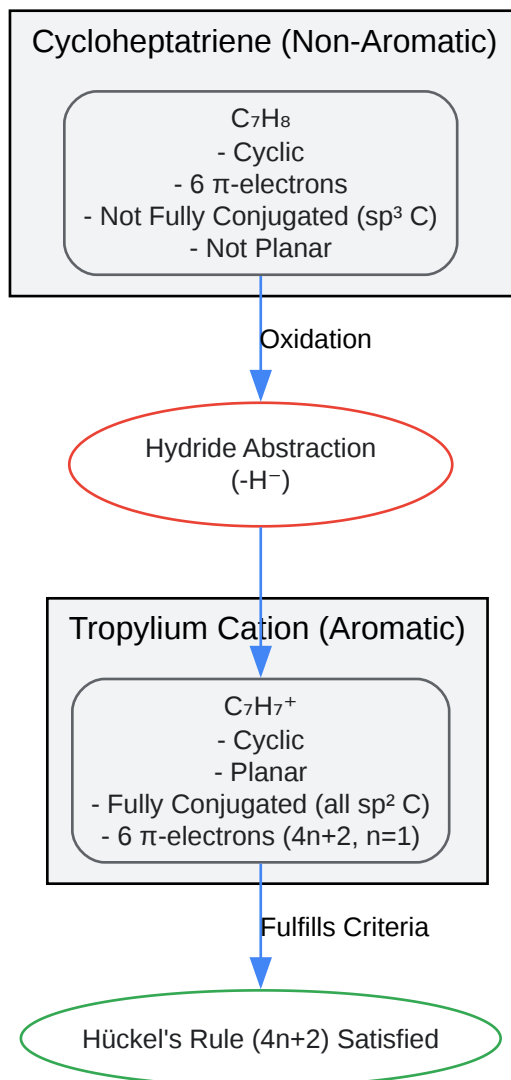 Cycloheptatriene (Non-Aromatic)
C₇H₈
- Cyclic
- 6 π-electrons
- Not Fully Conjugated (sp³ C)
- Not Planar
Oxidation
Hydride Abstraction
(-H⁻)
Tropylium Cation (Aromatic)
C₇H₇⁺
- Cyclic
- Planar
- Fully Conjugated (all sp² C)
- 6 π-electrons (4n+2, n=1)
Fulfills Criteria
Hückel's Rule (4n+2) Satisfied